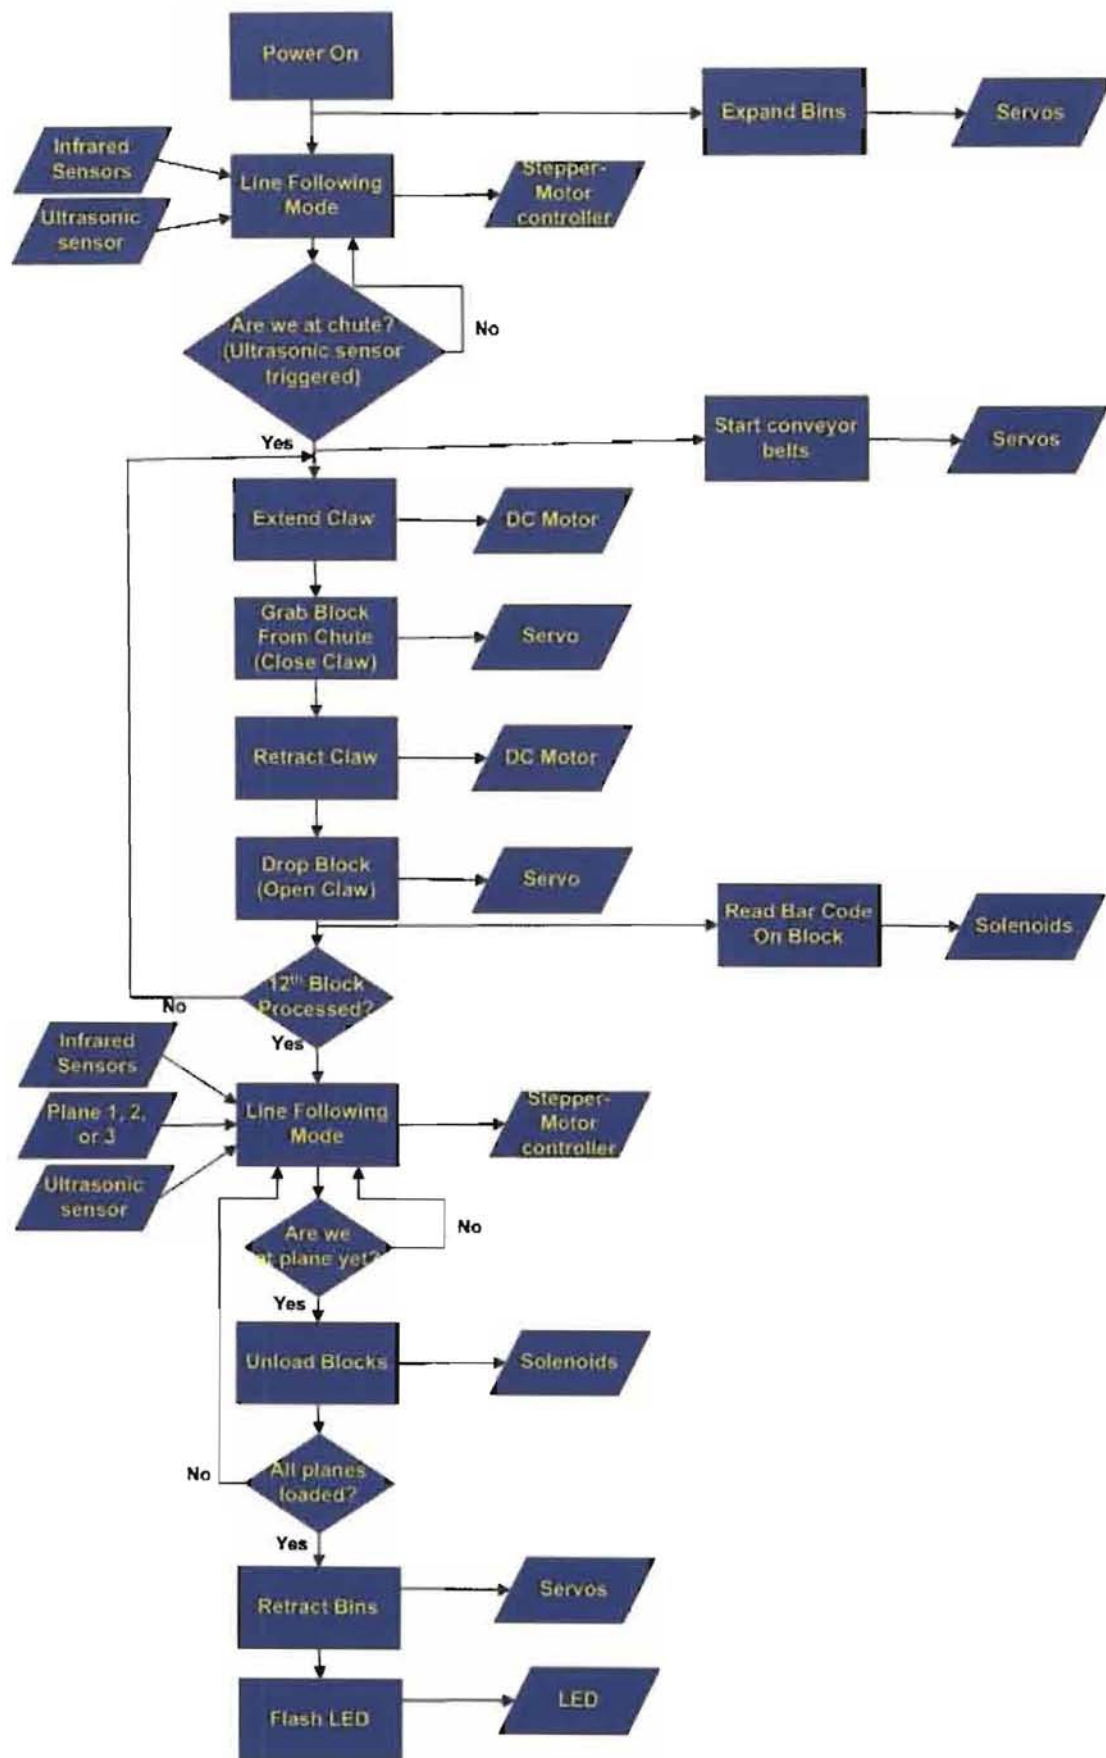 Power On
Expand Bins
Servos
Infrared
Sensors
Line Following
Mode
Stepper-
Motor
controller
Ultrasonic
sensor
Are we at chute?
(Ultrasonic sensor
triggered)
No
Yes
Start conveyor
belts
Servos
Extend Claw
DC Motor
Grab Block
From Chute
(Close Claw)
Servo
Retract Claw
DC Motor
Drop Block
(Open Claw)
Servo
Read Bar Code
On Block
Solenoids
12th Block
Processed?
No
Yes
Infrared
Sensors
Plane 1, 2,
or 3
Ultrasonic
sensor
Line Following
Mode
Stepper-
Motor
controller
Are we
at plane yet?
No
Yes
Unload Blocks
Solenoids
All planes
loaded?
No
Yes
Retract Bins
Servos
Flash LED
LED